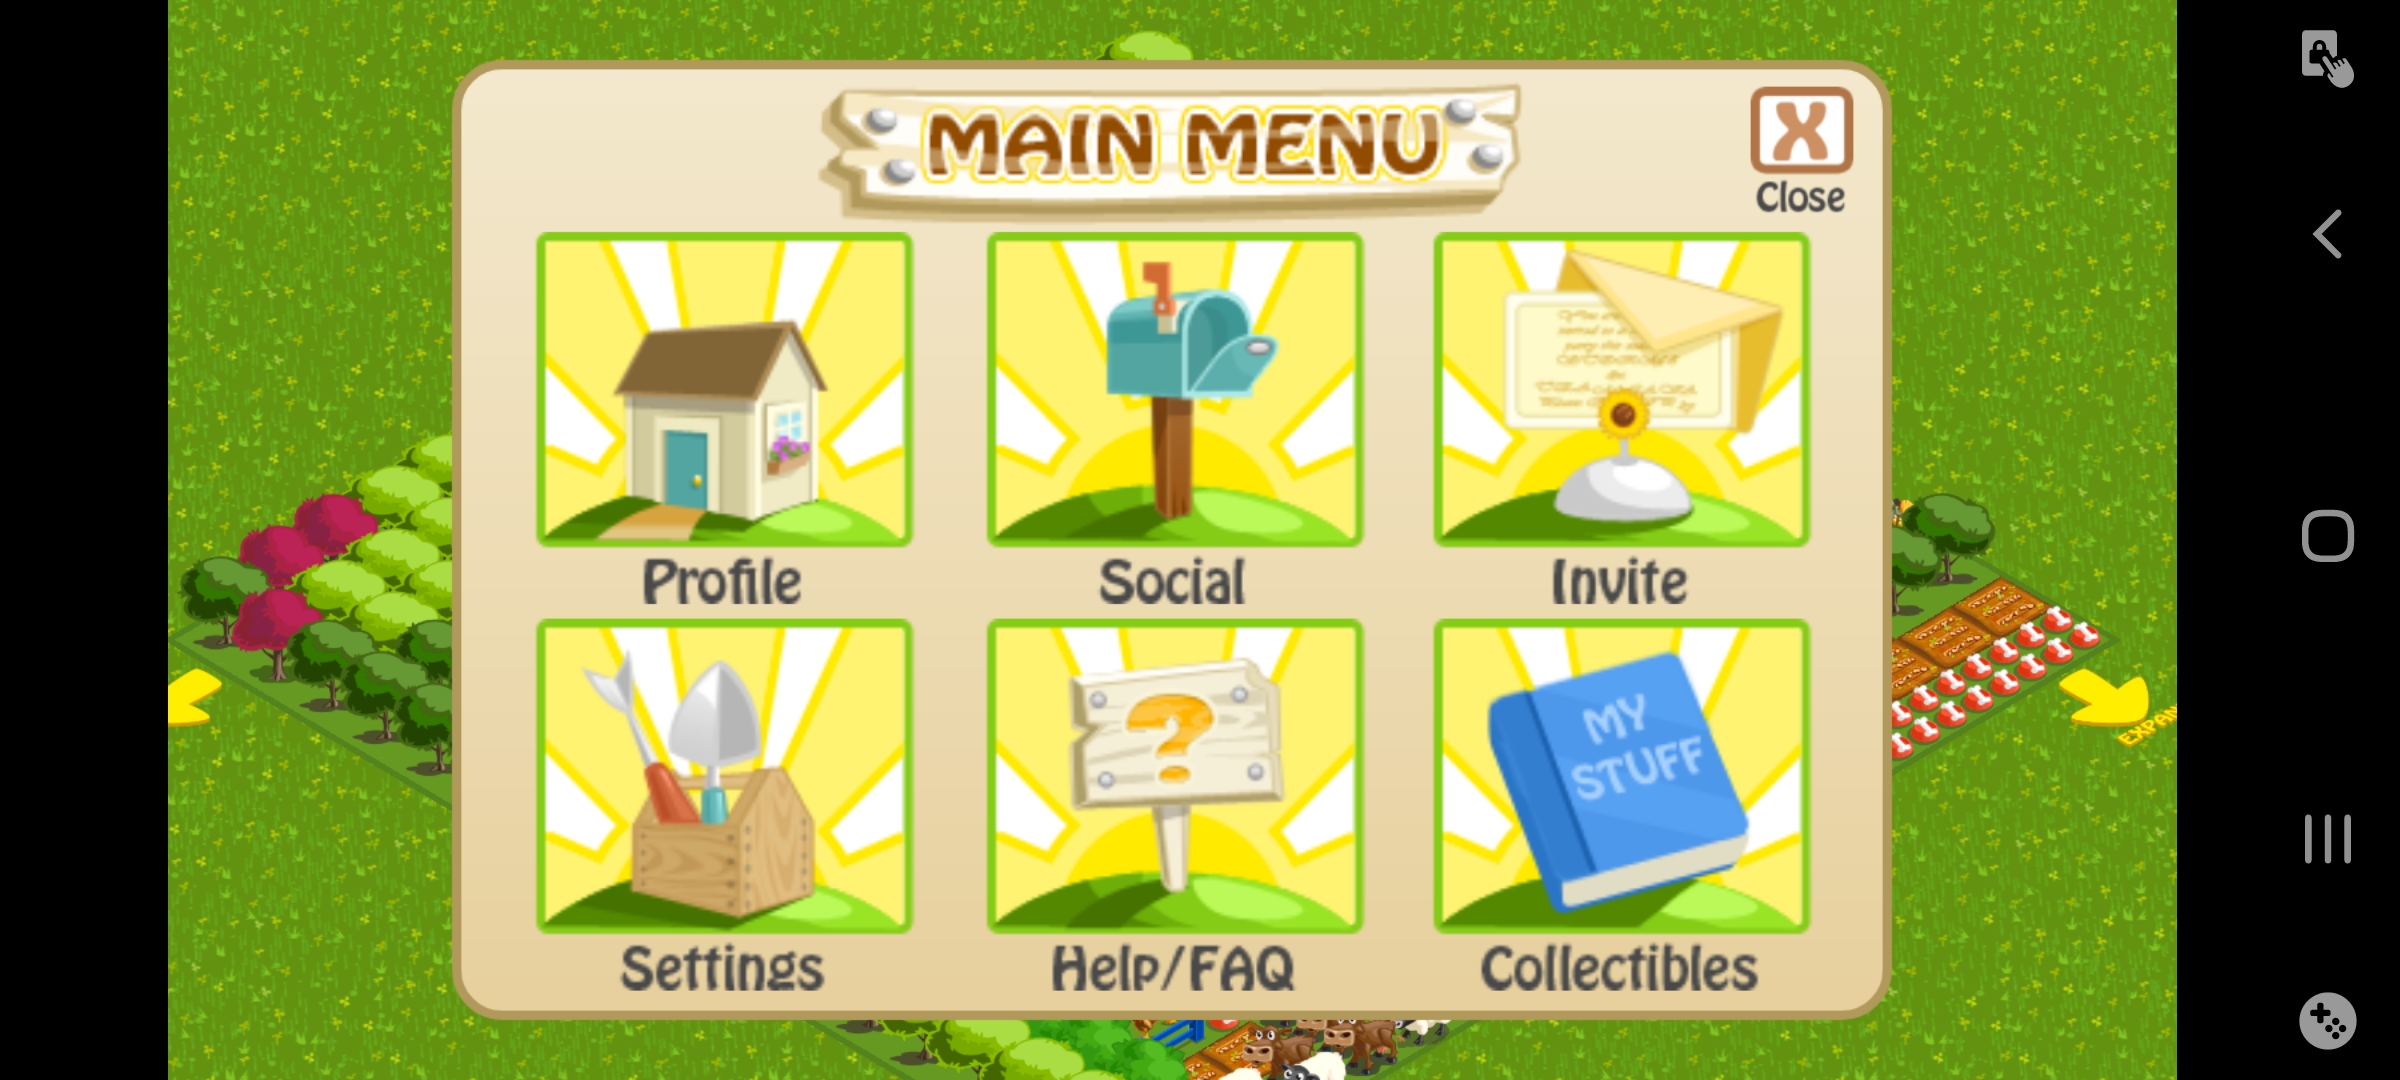 MAIN MENU
X
Close
Profile
Social
Invite
?
MY
STUFF
Settings
Help/FAQ
Collectibles